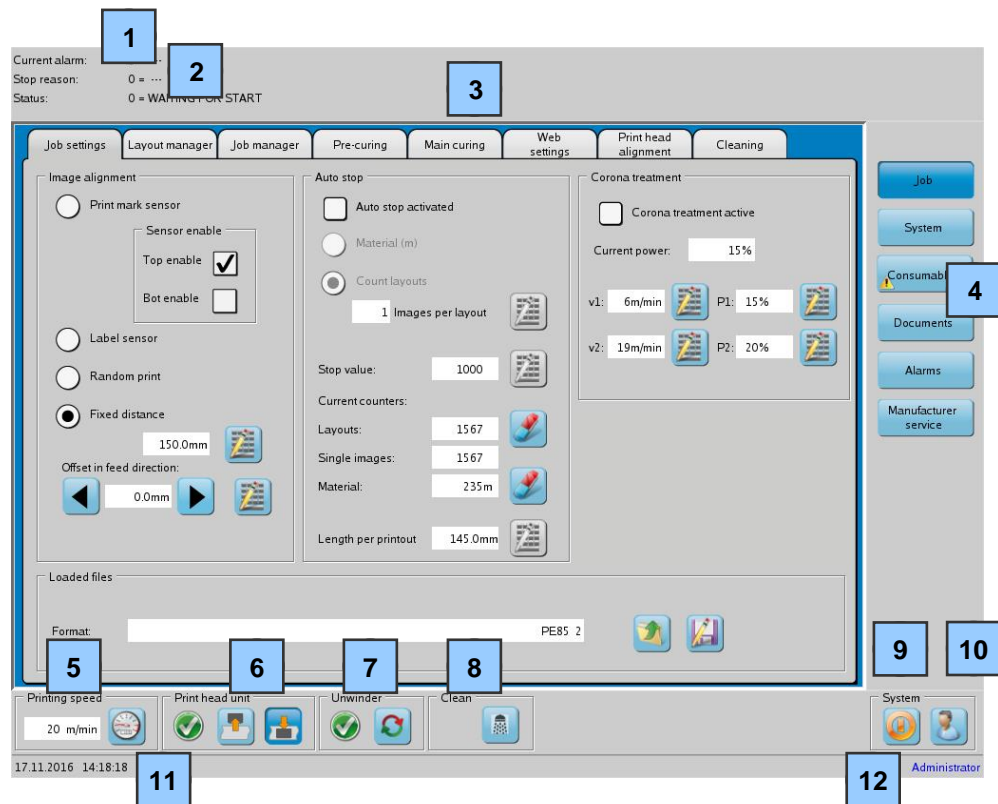 1
2
3
Current alarm: ---
Stop reason: 0 = ---
Status: 0 = WAITING FOR START
Job settings Layout manager Job manager Pre-curing Main curing Web settings Print head alignment Cleaning
Image alignment
Print mark sensor
Sensor enable
Top enable
Bot enable
Label sensor
Random print
Fixed distance
150.0mm
Offset in feed direction:
0.0mm
Auto stop
Auto stop activated
Material (m)
Count layouts
1 Images per layout
Stop value: 1000
Current counters:
Layouts: 1567
Single images: 1567
Material: 235m
Length per printout 145.0mm
Corona treatment
Corona treatment active
Current power: 15%
v1: 6m/min P1: 15%
v2: 19m/min P2: 20%
Job
System
Consumab
4
Documents
Alarms
Manufacturer
service
Loaded files
Format: PE85 2
5
6
7
8
9
10
Printing speed
20 m/min
Print head unit
Unwinder
Clean
System
17.11.2016 14:18:18
11
12
Administrator